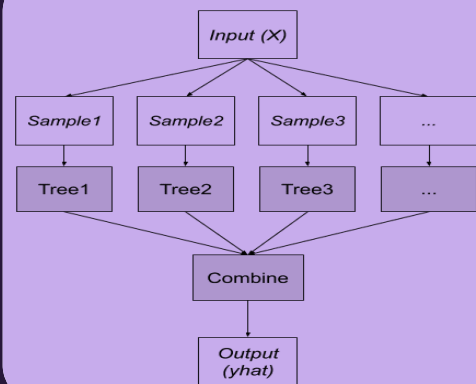 Input (X)
Sample1
Sample2
Sample3
...
Tree1
Tree2
Tree3
...
Combine
Output
(yhat)